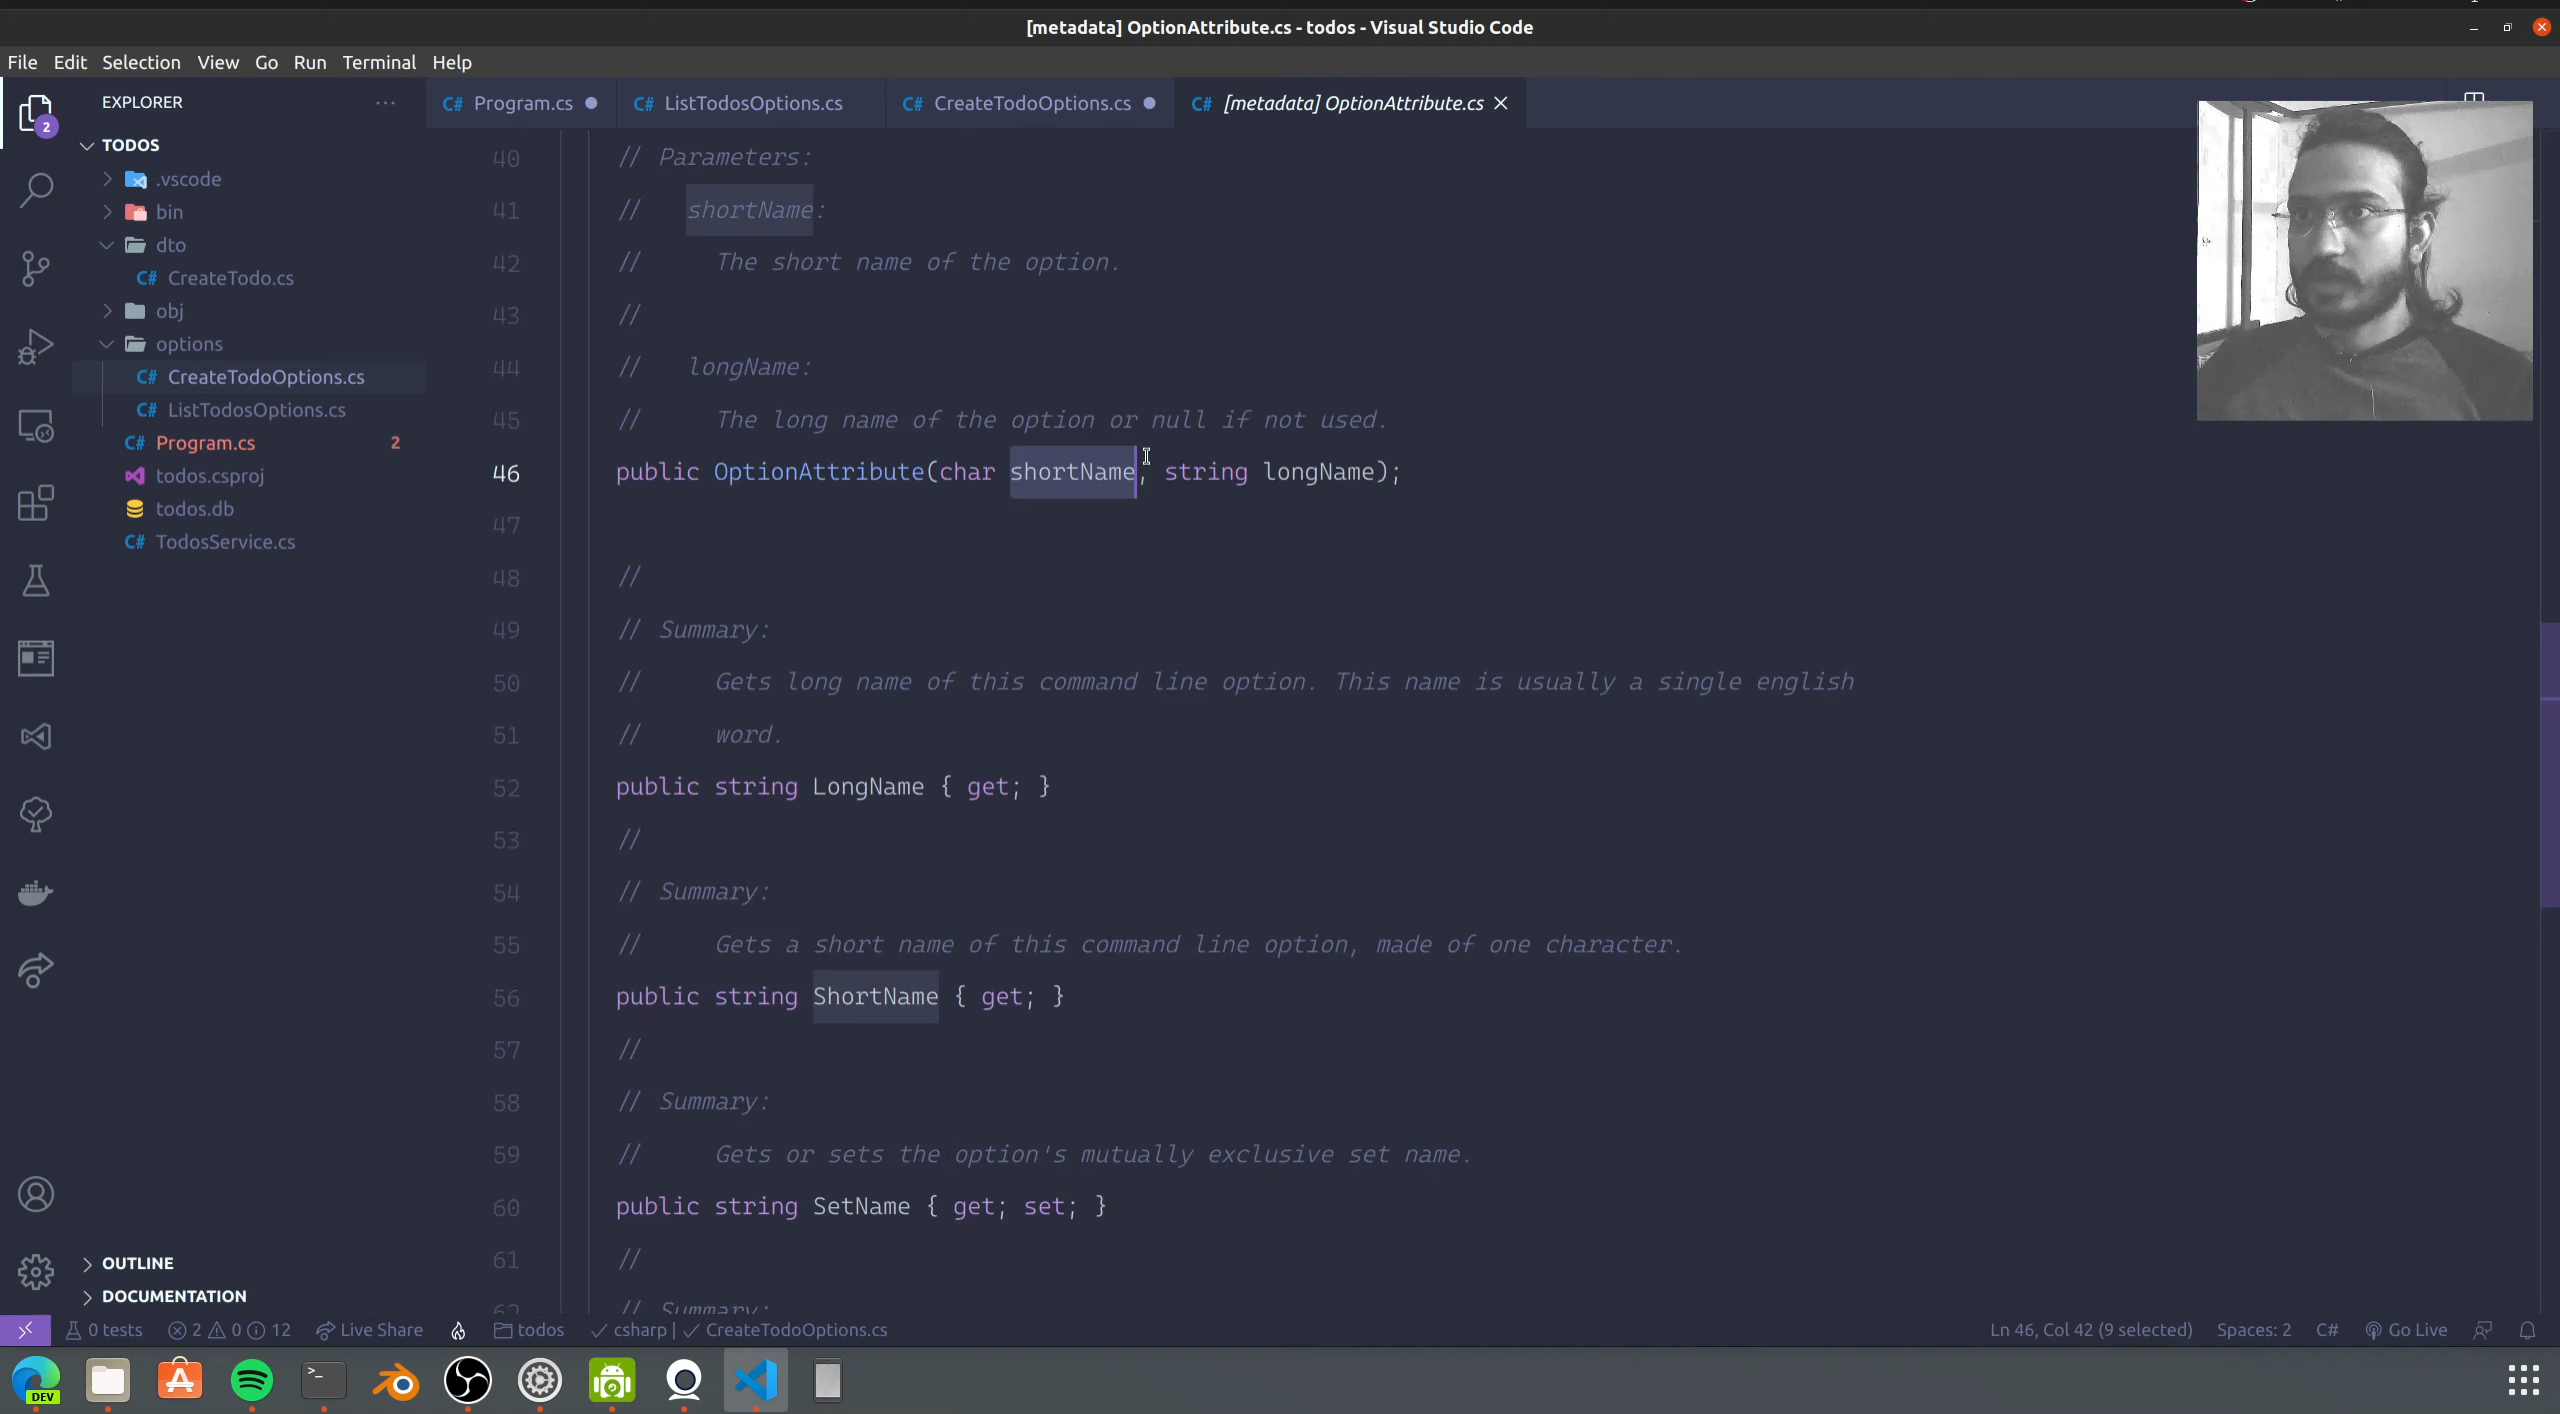 [metadata] OptionAttribute.cs - todos - Visual Studio Code
File Edit Selection View Go Run Terminal Help
EXPLORER
Program.cs
ListTodosOptions.cs
CreateTodoOptions.cs
[metadata] OptionAttribute.cs
2
TODOS
.vscode
bin
dto
C# CreateTodo.cs
obj
options
C# CreateTodoOptions.cs
C# ListTodosOptions.cs
C# Program.cs 2
todos.csproj
todos.db
C# TodosService.cs
OUTLINE
DOCUMENTATION
40 // Parameters:
41 // shortName:
42 // The short name of the option.
43 //
44 // longName:
45 // The long name of the option or null if not used.
46 public OptionAttribute(char shortName, string longName);
47
48 //
49 // Summary:
50 // Gets long name of this command line option. This name is usually a single english
51 // word.
52 public string LongName { get; }
53 //
54 // Summary:
55 // Gets a short name of this command line option, made of one character.
56 public string ShortName { get; }
57 //
58 // Summary:
59 // Gets or sets the option's mutually exclusive set name.
60 public string SetName { get; set; }
61 //
62 // Summary:
0 tests 2 0 12 Live Share todos csharp | CreateTodoOptions.cs Ln 46, Col 42 (9 selected) Spaces: 2 C# Go Live
DEV